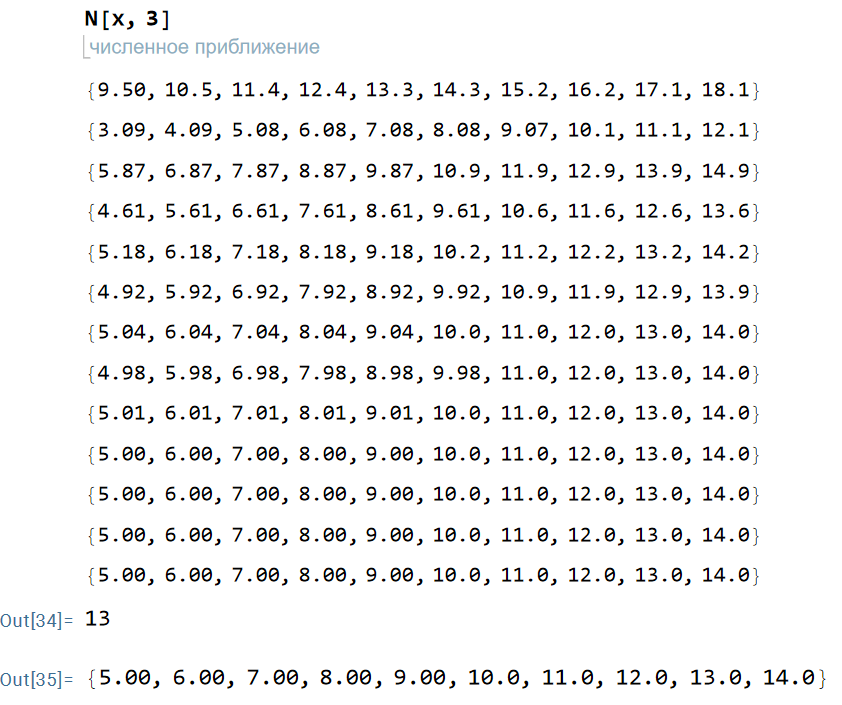 N[x, 3]
численное приближение
{9.50, 10.5, 11.4, 12.4, 13.3, 14.3, 15.2, 16.2, 17.1, 18.1}
{3.09, 4.09, 5.08, 6.08, 7.08, 8.08, 9.07, 10.1, 11.1, 12.1}
{5.87, 6.87, 7.87, 8.87, 9.87, 10.9, 11.9, 12.9, 13.9, 14.9}
{4.61, 5.61, 6.61, 7.61, 8.61, 9.61, 10.6, 11.6, 12.6, 13.6}
{5.18, 6.18, 7.18, 8.18, 9.18, 10.2, 11.2, 12.2, 13.2, 14.2}
{4.92, 5.92, 6.92, 7.92, 8.92, 9.92, 10.9, 11.9, 12.9, 13.9}
{5.04, 6.04, 7.04, 8.04, 9.04, 10.0, 11.0, 12.0, 13.0, 14.0}
{4.98, 5.98, 6.98, 7.98, 8.98, 9.98, 11.0, 12.0, 13.0, 14.0}
{5.01, 6.01, 7.01, 8.01, 9.01, 10.0, 11.0, 12.0, 13.0, 14.0}
{5.00, 6.00, 7.00, 8.00, 9.00, 10.0, 11.0, 12.0, 13.0, 14.0}
{5.00, 6.00, 7.00, 8.00, 9.00, 10.0, 11.0, 12.0, 13.0, 14.0}
{5.00, 6.00, 7.00, 8.00, 9.00, 10.0, 11.0, 12.0, 13.0, 14.0}
{5.00, 6.00, 7.00, 8.00, 9.00, 10.0, 11.0, 12.0, 13.0, 14.0}
Out[34]= 13
Out[35]= {5.00, 6.00, 7.00, 8.00, 9.00, 10.0, 11.0, 12.0, 13.0, 14.0}